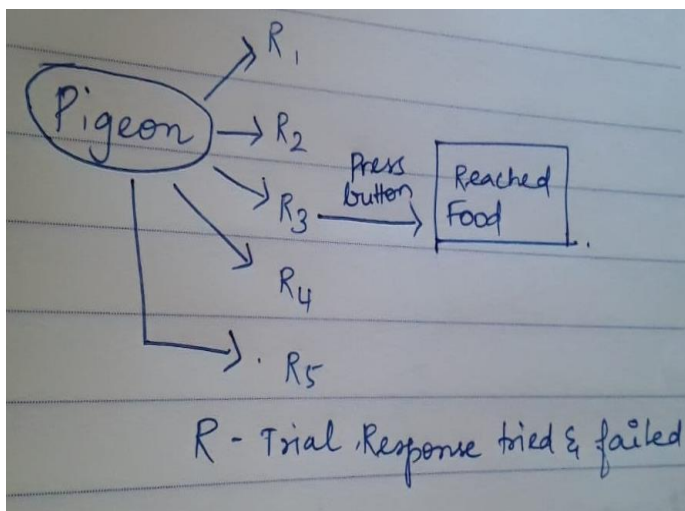 R1
Pigeon
R2
Press
button
Reached
Food
R3
R4
R5
R - Trial, Response tried & failed